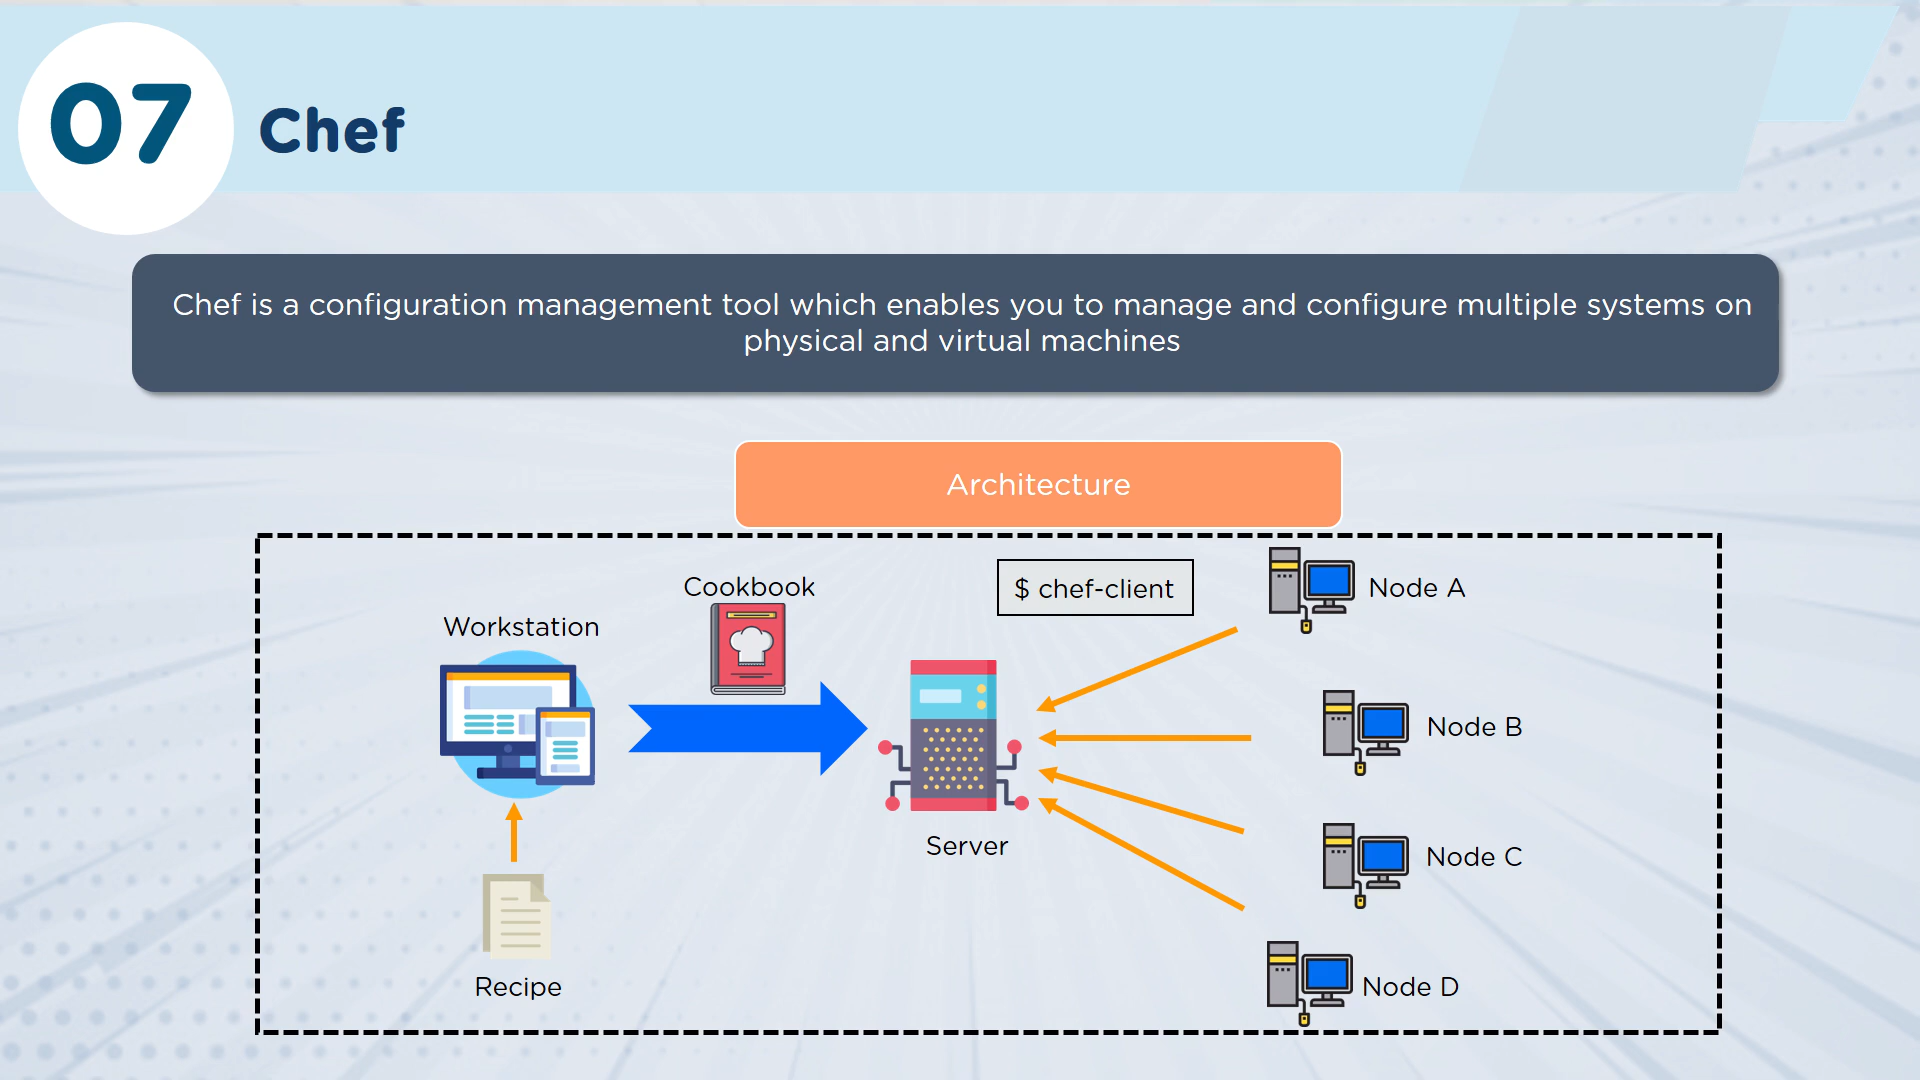 07
Chef
Chef is a configuration management tool which enables you to manage and configure multiple systems on
physical and virtual machines
Architecture
Cookbook
$ chef-client
Node A
Workstation
Node B
Server
Node C
Recipe
Node D